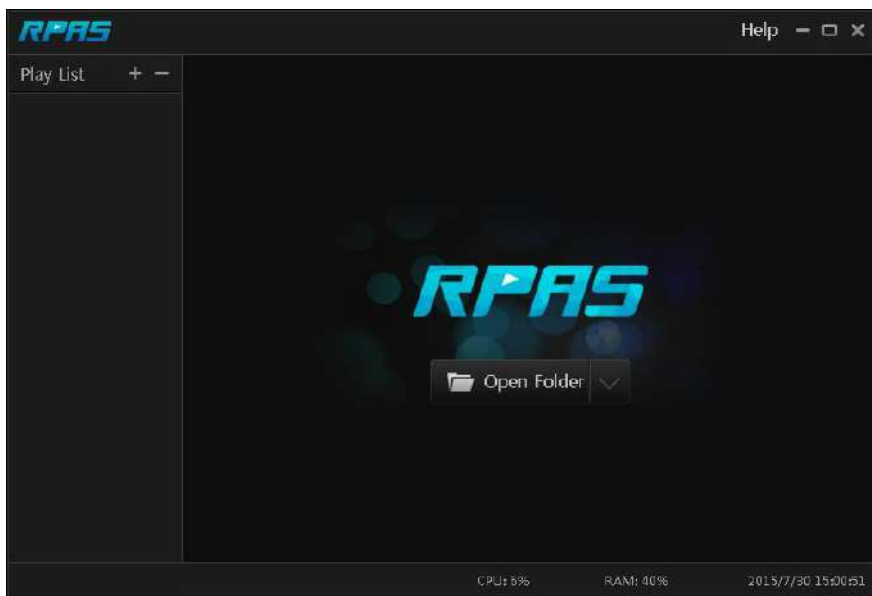 RPAS Help
Play List + −
RPAS
Open Folder
CPU: 6% RAM: 40% 2015/7/30 15:00:51